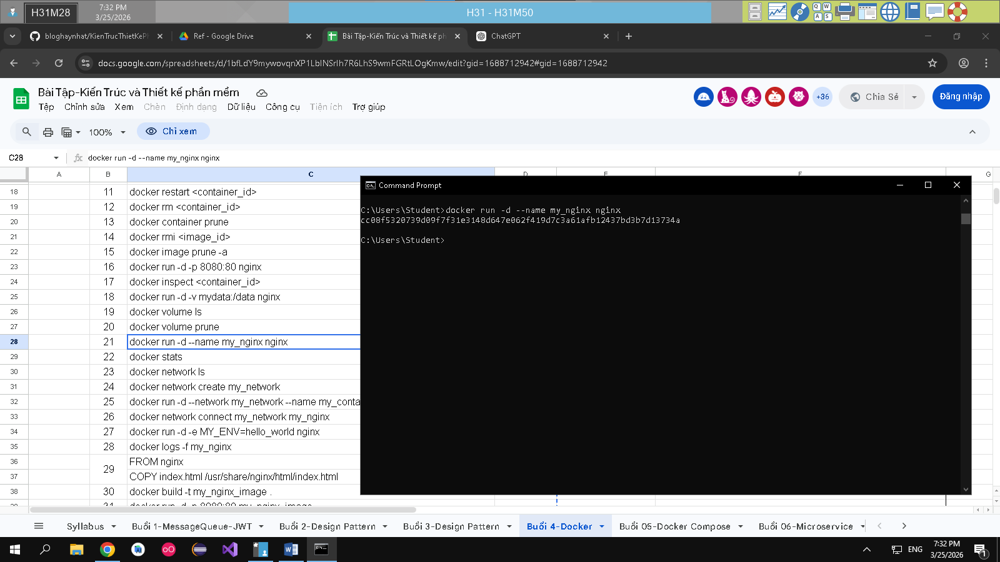 H31M28
7:32 PM
3/25/2026
H31 - H31M50
Q W
A S
bloghaynhat/KienTrucThietKeP
Ref - Google Drive
Bài Tập-Kiến Trúc và Thiết kế ph
ChatGPT
docs.google.com/spreadsheets/d/1bfLdY9mywovqnXP1LbINSrlh7R6LhS9wmFGRtLOgKmw/edit?gid=1688712942#gid=1688712942
Bài Tập-Kiến Trúc và Thiết kế phần mềm
Tệp Chỉnh sửa Xem Chèn Định dạng Dữ liệu Công cụ Tiện ích Trợ giúp
+36
Chia Sẻ
Đăng nhập
100%
Chỉ xem
C28
fx docker run -d --name my_nginx nginx
A B C D E F G
18 11 docker restart <container_id>
19 12 docker rm <container_id>
20 13 docker container prune
21 14 docker rmi <image_id>
22 15 docker image prune -a
23 16 docker run -d -p 8080:80 nginx
24 17 docker inspect <container_id>
25 18 docker run -d -v mydata:/data nginx
26 19 docker volume ls
27 20 docker volume prune
28 21 docker run -d --name my_nginx nginx
29 22 docker stats
30 23 docker network ls
31 24 docker network create my_network
32 25 docker run -d --network my_network --name my_conta
33 26 docker network connect my_network my_nginx
34 27 docker run -d -e MY_ENV=hello_world nginx
35 28 docker logs -f my_nginx
36 29 FROM nginx
37 COPY index.html /usr/share/nginx/html/index.html
38 30 docker build -t my_nginx_image .
39 31 docker run -d -p 8080:80 my_nginx_image
Command Prompt
C:\Users\Student>docker run -d --name my_nginx nginx
cc08f5320739d09f7f31e3148d647e062f419d7c3a61afb12437bd3b7d13734a
C:\Users\Student>
Syllabus
Buổi 1-MessageQueue-JWT
Buổi 2-Design Pattern
Buổi 3-Design Pattern
Buổi 4-Docker
Buổi 05-Docker Compose
Buổi 06-Microservice
ENG
7:32 PM
3/25/2026
1